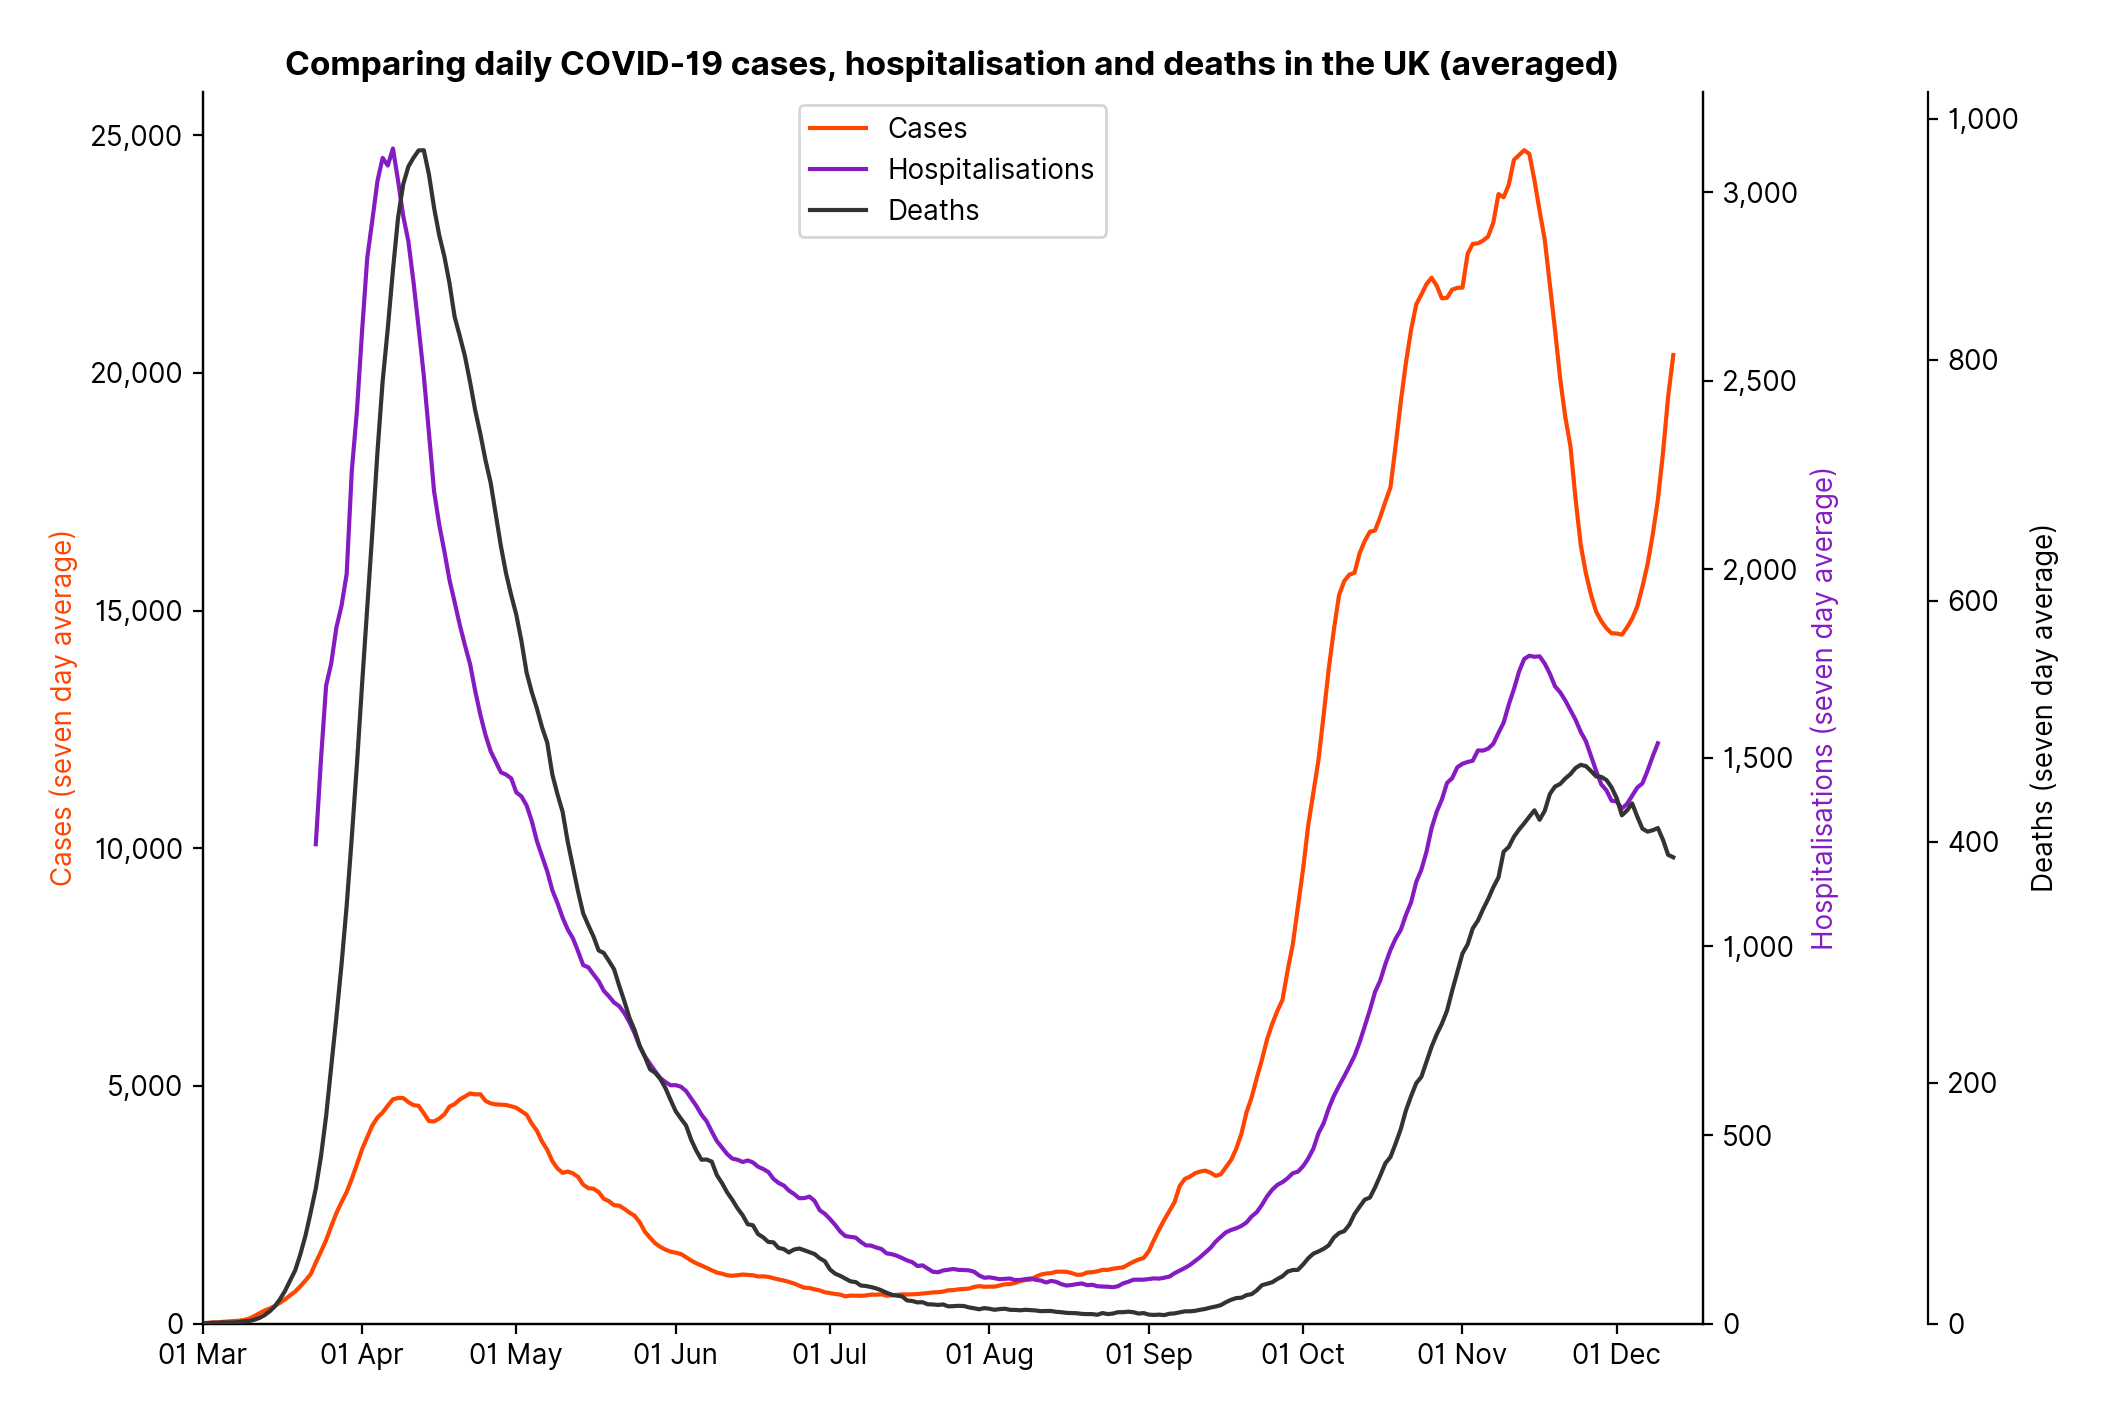 Comparing daily COVID-19 cases, hospitalisation and deaths in the UK (averaged)
Cases
Hospitalisations
Deaths
Cases (seven day average)
25,000
20,000
15,000
10,000
5,000
0
01 Mar
01 Apr
01 May
01 Jun
01 Jul
01 Aug
01 Sep
01 Oct
01 Nov
01 Dec
3,000
2,500
2,000
1,500
1,000
500
0
Hospitalisations (seven day average)
1,000
800
600
400
200
0
Deaths (seven day average)